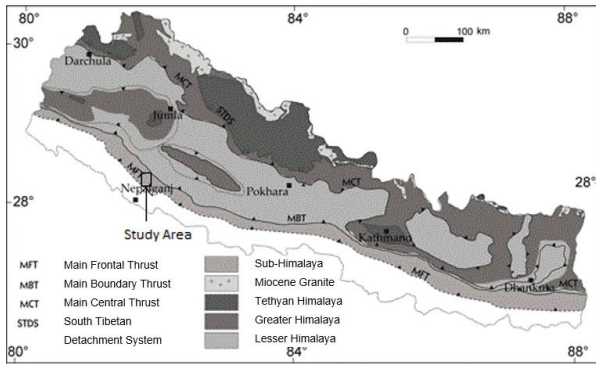 80°
84°
88°
30°
0 100 km
Darchula
MCT
Jumla
STDS
MFT
Nepalganj
Pokhara
MCT
28°
28°
MBT
Kathmand
Study Area
MFT
Dhankuta
MCT
MFT Main Frontal Thrust Sub-Himalaya
MBT Main Boundary Thrust Miocene Granite
MCT Main Central Thrust Tethyan Himalaya
STDS South Tibetan Greater Himalaya
Detachment System Lesser Himalaya
80°
84°
88°